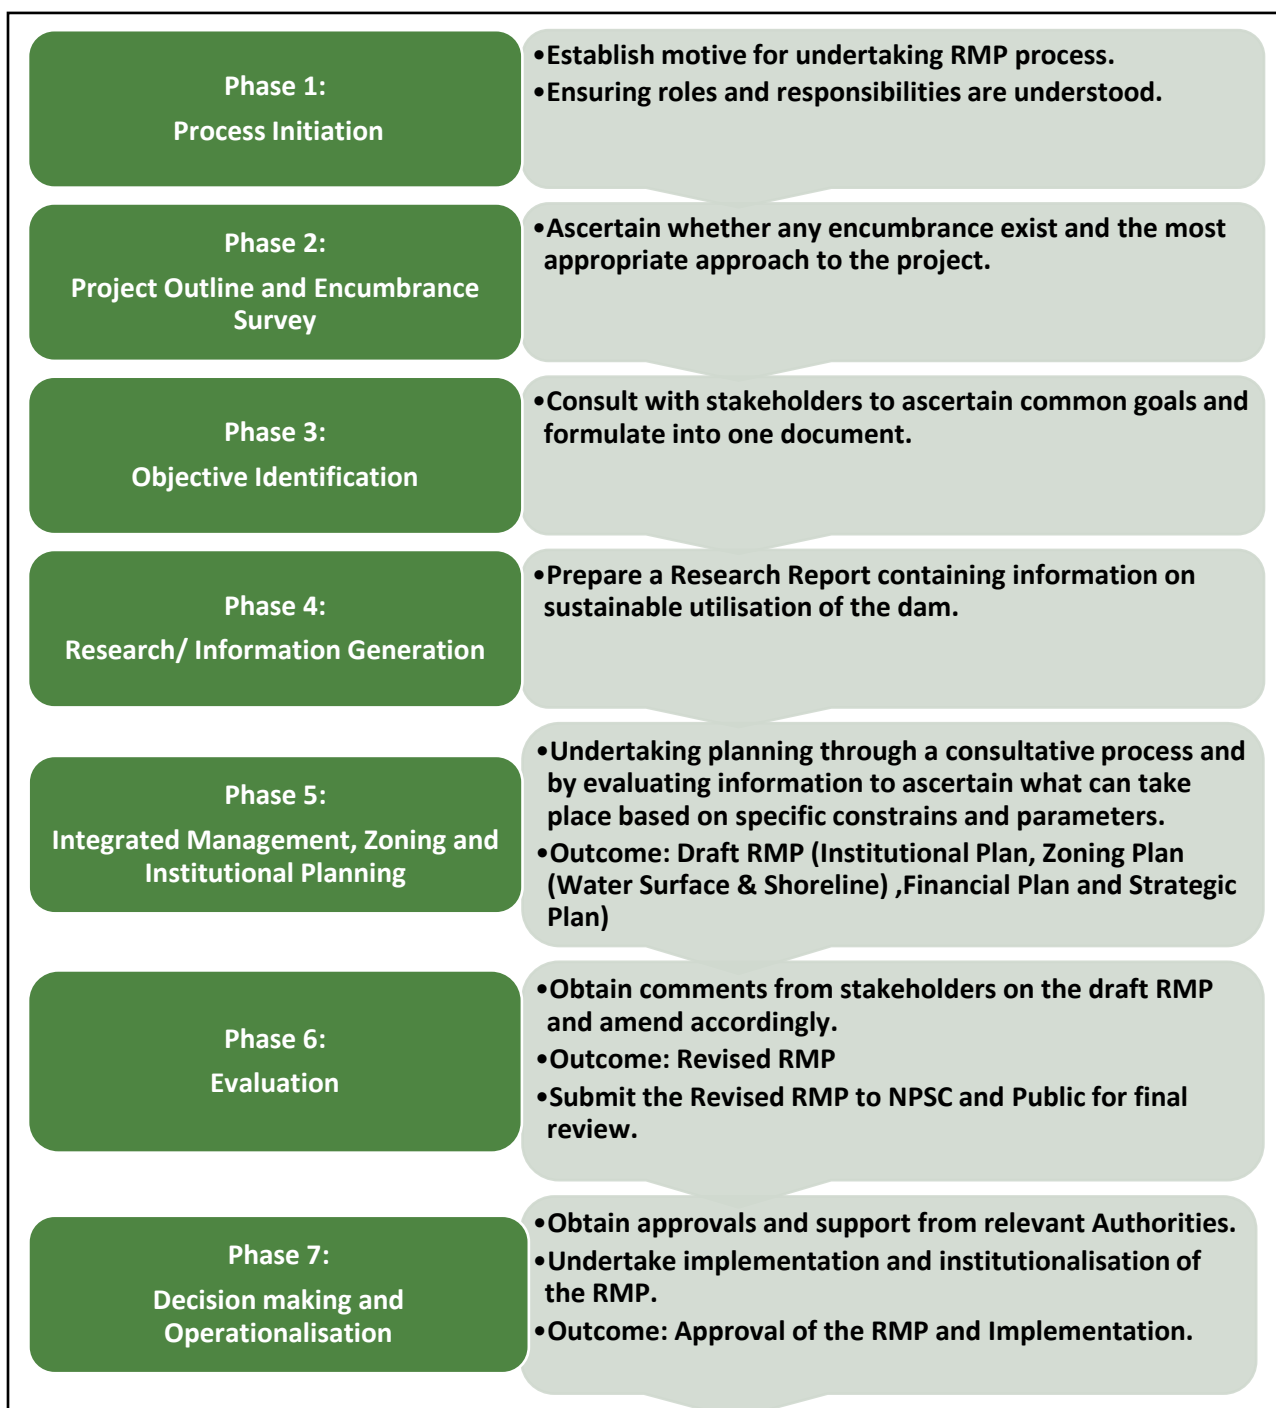 Phase 1:
Process Initiation
•Establish motive for undertaking RMP process.
•Ensuring roles and responsibilities are understood.
Phase 2:
Project Outline and Encumbrance
Survey
•Ascertain whether any encumbrance exist and the most
appropriate approach to the project.
Phase 3:
Objective Identification
•Consult with stakeholders to ascertain common goals and
formulate into one document.
Phase 4:
Research/ Information Generation
•Prepare a Research Report containing information on
sustainable utilisation of the dam.
Phase 5:
Integrated Management, Zoning and
Institutional Planning
•Undertaking planning through a consultative process and
by evaluating information to ascertain what can take
place based on specific constrains and parameters.
•Outcome: Draft RMP (Institutional Plan, Zoning Plan
(Water Surface & Shoreline) ,Financial Plan and Strategic
Plan)
Phase 6:
Evaluation
•Obtain comments from stakeholders on the draft RMP
and amend accordingly.
•Outcome: Revised RMP
•Submit the Revised RMP to NPSC and Public for final
review.
Phase 7:
Decision making and
Operationalisation
•Obtain approvals and support from relevant Authorities.
•Undertake implementation and institutionalisation of
the RMP.
•Outcome: Approval of the RMP and Implementation.